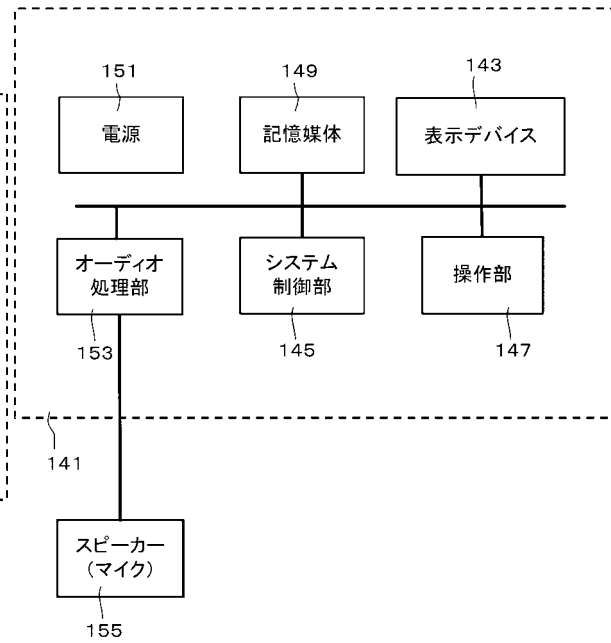 151
149
143
電源
記憶媒体
表示デバイス
オーディオ
処理部
システム
制御部
操作部
153
145
147
141
スピーカー
(マイク)
155